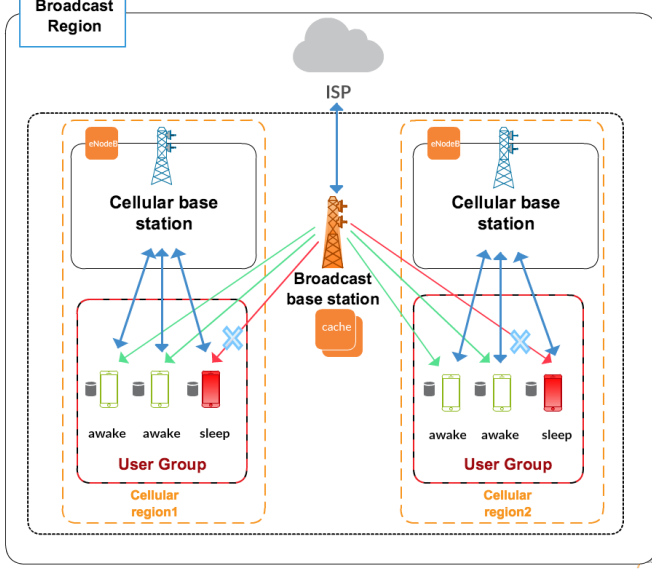 Broadcast
Region
ISP
eNodeB
Cellular base
station
eNodeB
Cellular base
station
Broadcast
base station
cache
awake
awake
sleep
User Group
Cellular
region1
awake
awake
sleep
User Group
Cellular
region2